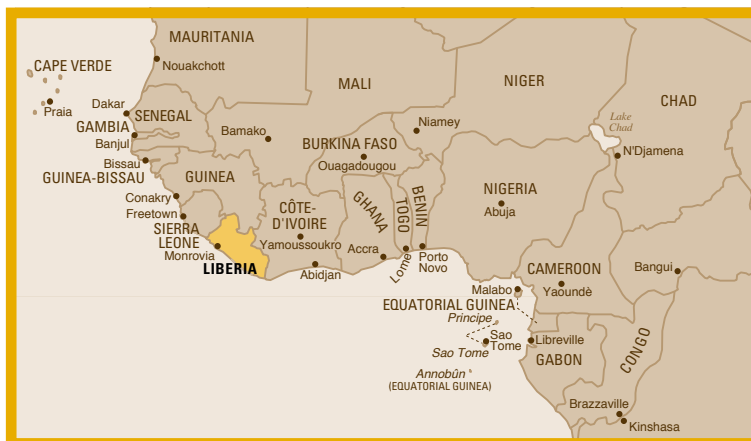 MAURITANIA
Nouakchott
CAPE VERDE
Praia
MALI
NIGER
CHAD
Lake
Chad
Dakar
SENEGAL
GAMBIA
Banjul
Bamako
Niamey
BURKINA FASO
Ouagadougou
N'Djamena
Bissau
GUINEA-BISSAU
GUINEA
Conakry
Freetown
SIERRA
LEONE
Monrovia
LIBERIA
CÔTE-
D'IVOIRE
Yamoussoukro
Abidjan
GHANA
Accra
TOGO
Lome
BENIN
Porto
Novo
NIGERIA
Abuja
CAMEROON
Yaoundè
Bangui
Malabo
EQUATORIAL GUINEA
Principe
Sao
Tome
Sao Tome
Libreville
GABON
CONGO
Annobûn
(EQUATORIAL GUINEA)
Brazzaville
Kinshasa